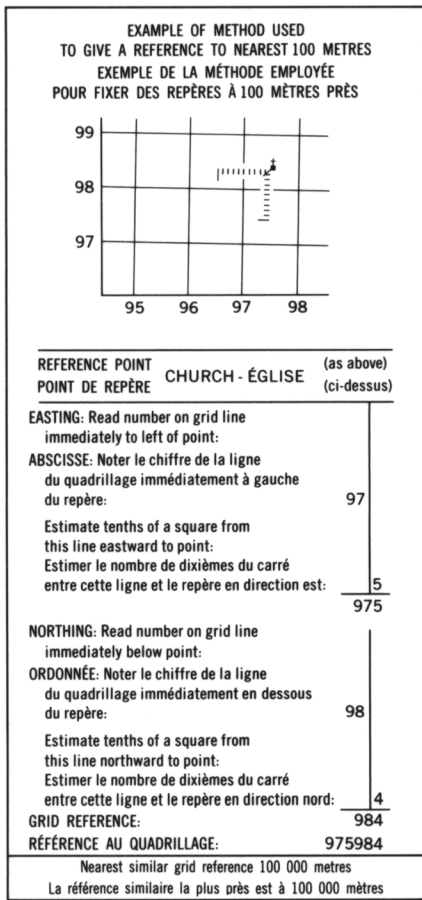 EXAMPLE OF METHOD USED
TO GIVE A REFERENCE TO NEAREST 100 METRES
EXEMPLE DE LA MÉTHODE EMPLOYÉE
POUR FIXER DES REPÈRES À 100 MÈTRES PRÈS
99
98
97
95 96 97 98
REFERENCE POINT CHURCH - ÉGLISE (as above)
POINT DE REPÈRE (ci-dessus)
EASTING: Read number on grid line
immediately to left of point:
ABSCISSE: Noter le chiffre de la ligne
du quadrillage immédiatement à gauche
du repère: 97
Estimate tenths of a square from
this line eastward to point:
Estimer le nombre de dixièmes du carré
entre cette ligne et le repère en direction est: 5
975
NORTHING: Read number on grid line
immediately below point:
ORDONNÉE: Noter le chiffre de la ligne
du quadrillage immédiatement en dessous
du repère: 98
Estimate tenths of a square from
this line northward to point:
Estimer le nombre de dixièmes du carré
entre cette ligne et le repère en direction nord: 4
GRID REFERENCE: 984
RÉFÉRENCE AU QUADRILLAGE: 975984
Nearest similar grid reference 100 000 metres
La référence similaire la plus près est à 100 000 mètres